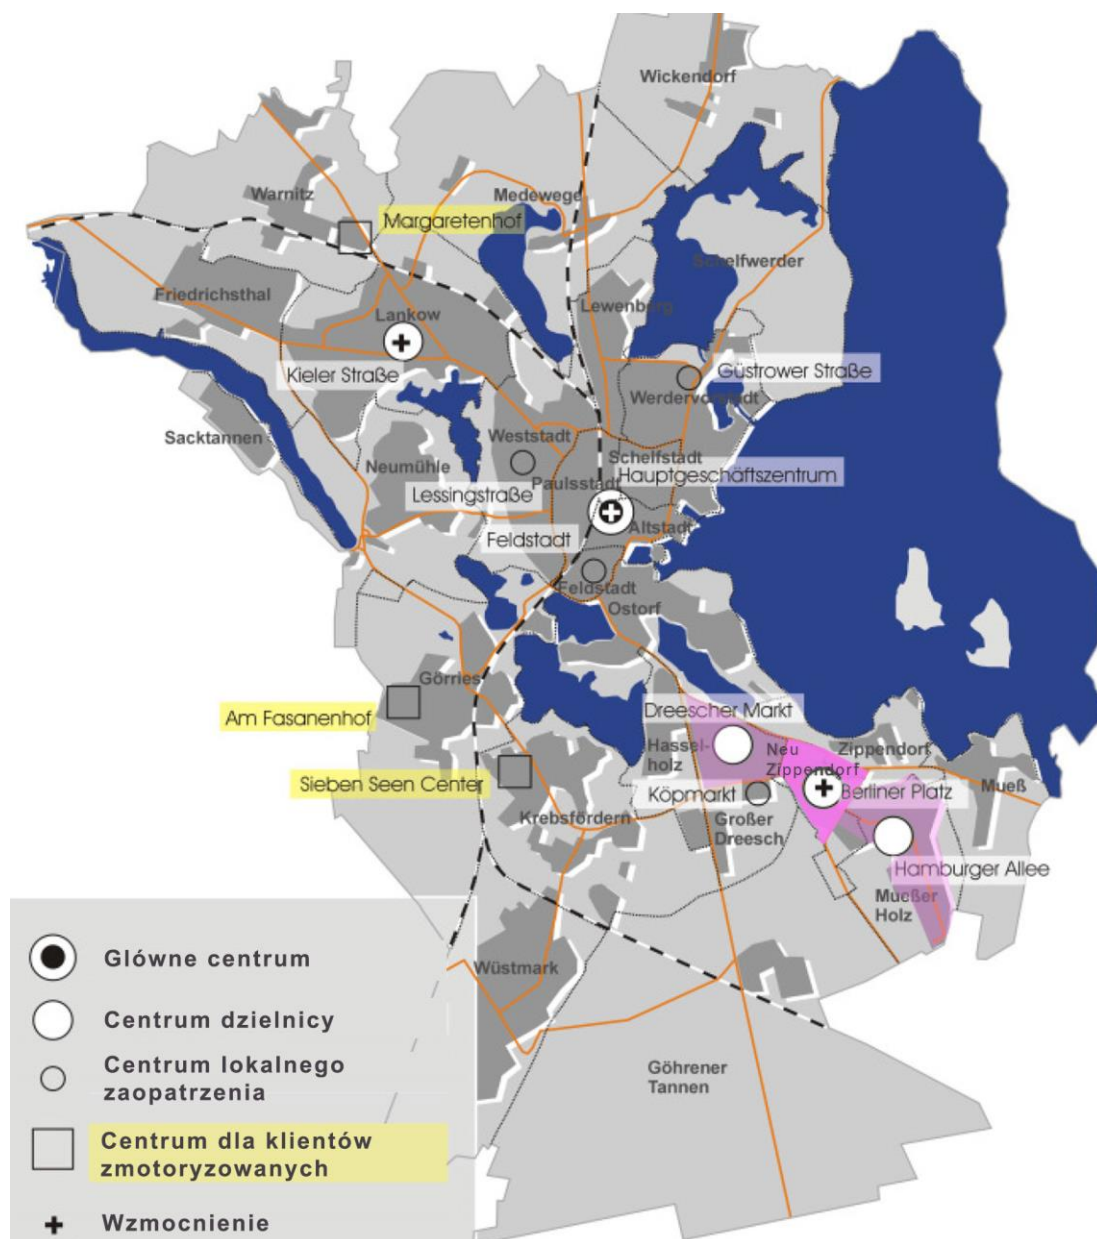 Wickendorf
Warnitz
Medewege
Margaretenhof
Schelfwerder
Friedrichsthal
Lewenberg
Lankow
Kieler Straße
Güstrower Straße
Werdervorstadt
Sacktannen
Weststadt
Neumühle
Schelfstadt
Hauptgeschäftszentrum
Paulsstadt
Lessingstraße
Feldstadt
Altstadt
Feldstadt
Ostorf
Görries
Am Fasanenhof
Dreescher Markt
Hassel-
holz
Neu
Zippendorf
Zippendorf
Sieben Seen Center
Köpmarkt
Berliner Platz
Mueß
Krebsfördern
Großer
Dreesch
Hamburger Allee
Mueßer
Holz
Wüstmark
Göhrener
Tannen
Glówne centrum
Centrum dzielnicy
Centrum lokalnego
zaopatrzenia
Centrum dla klientów
zmotoryzowanych
Wzmocnienie